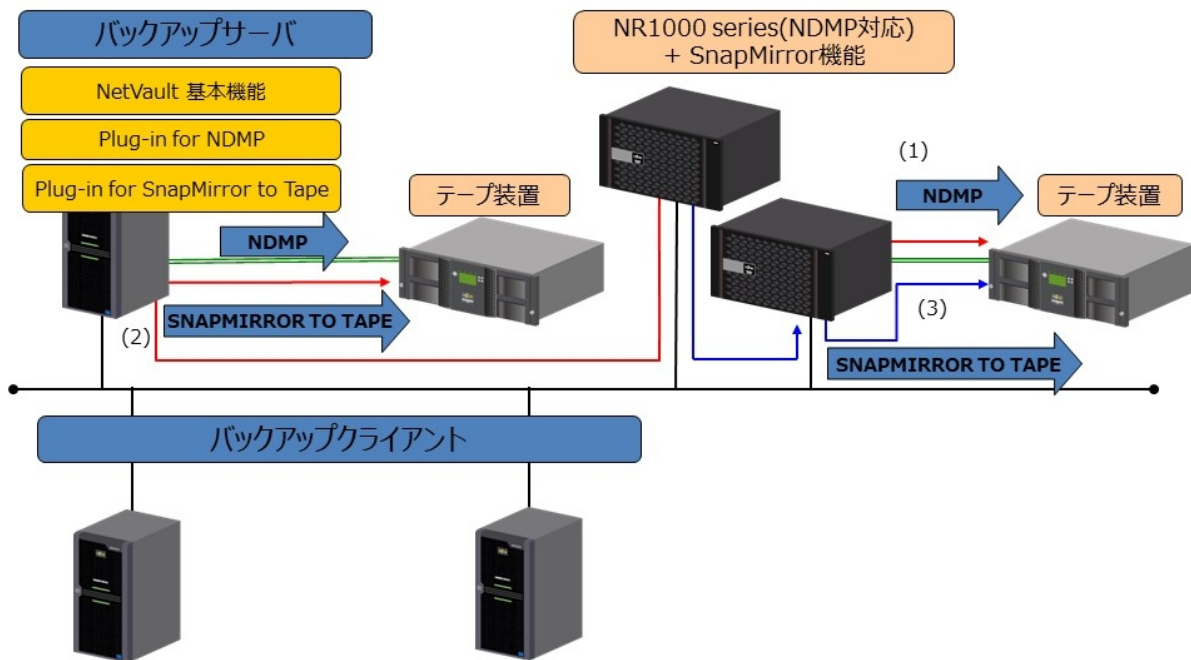 バックアップサーバ
NetVault 基本機能
Plug-in for NDMP
Plug-in for SnapMirror to Tape
NR1000 series(NDMP対応)
+ SnapMirror機能
テープ装置
NDMP
(1)
NDMP
テープ装置
(2)
SNAPMIRROR TO TAPE
(3)
SNAPMIRROR TO TAPE
バックアップクライアント